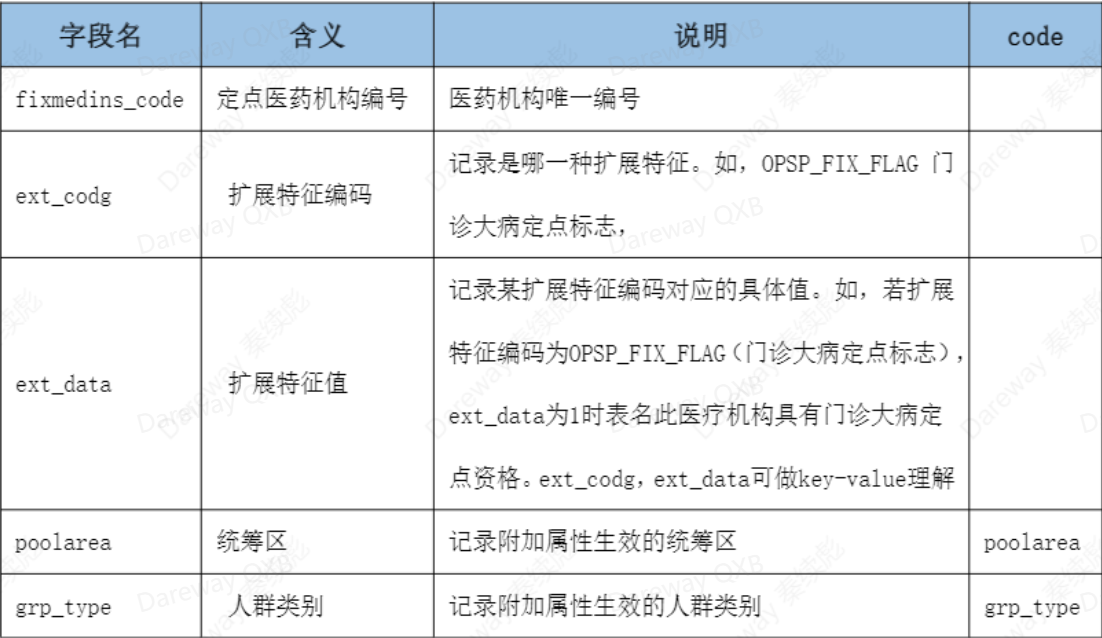 字段名 含义 说明 code
fixmedins_code 定点医药机构编号 医药机构唯一编号
ext_codg 扩展特征编码 记录是哪一种扩展特征。如，OPSP_FIX_FLAG 门
诊大病定点标志，
ext_data 扩展特征值 记录某扩展特征编码对应的具体值。如，若扩展
特征编码为OPSP_FIX_FLAG（门诊大病定点标志），
ext_data为1时表名此医疗机构具有门诊大病定
点资格。ext_codg，ext_data可做key-value理解
poolarea 统筹区 记录附加属性生效的统筹区 poolarea
grp_type 人群类别 记录附加属性生效的人群类别 grp_type
Dareway QXB
Dareway 秦续彪